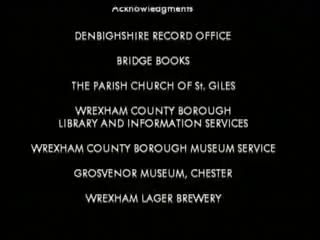 Acknowledgments
DENBIGHSHIRE RECORD OFFICE
BRIDGE BOOKS
THE PARISH CHURCH OF St. GILES
WREXHAM COUNTY BOROUGH
LIBRARY AND INFORMATION SERVICES
WREXHAM COUNTY BOROUGH MUSEUM SERVICE
GROSVENOR MUSEUM, CHESTER
WREXHAM LAGER BREWERY